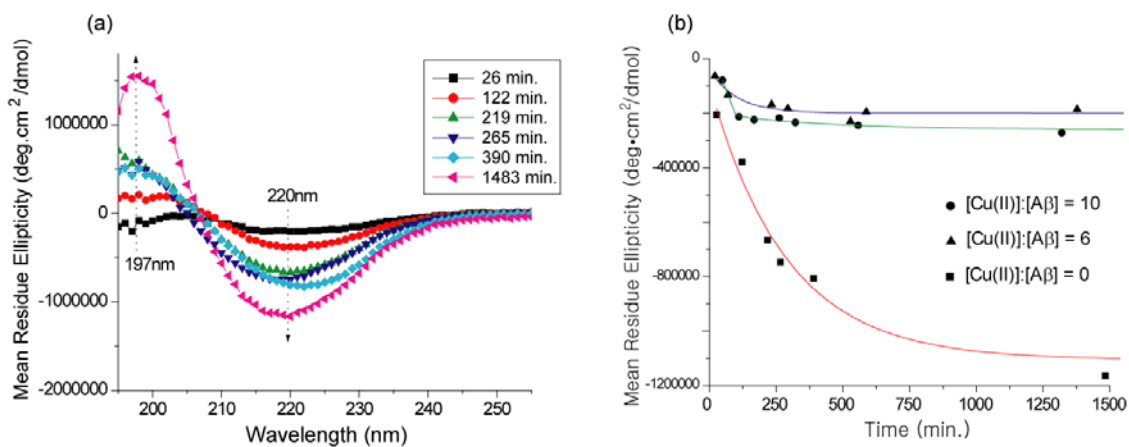 (a)
Mean Residue Ellipticity (deg.cm² /dmol)
1000000
0
-1000000
-2000000
200
210
220
230
240
250
Wavelength (nm)
197nm
220nm
26 min.
122 min.
219 min.
265 min.
390 min.
1483 min.
(b)
Mean Residue Ellipticity (deg•cm²/dmol)
0
-400000
-800000
-1200000
0
250
500
750
1000
1250
1500
Time (min.)
[Cu(II)]:[Aβ] = 10
[Cu(II)]:[Aβ] = 6
[Cu(II)]:[Aβ] = 0